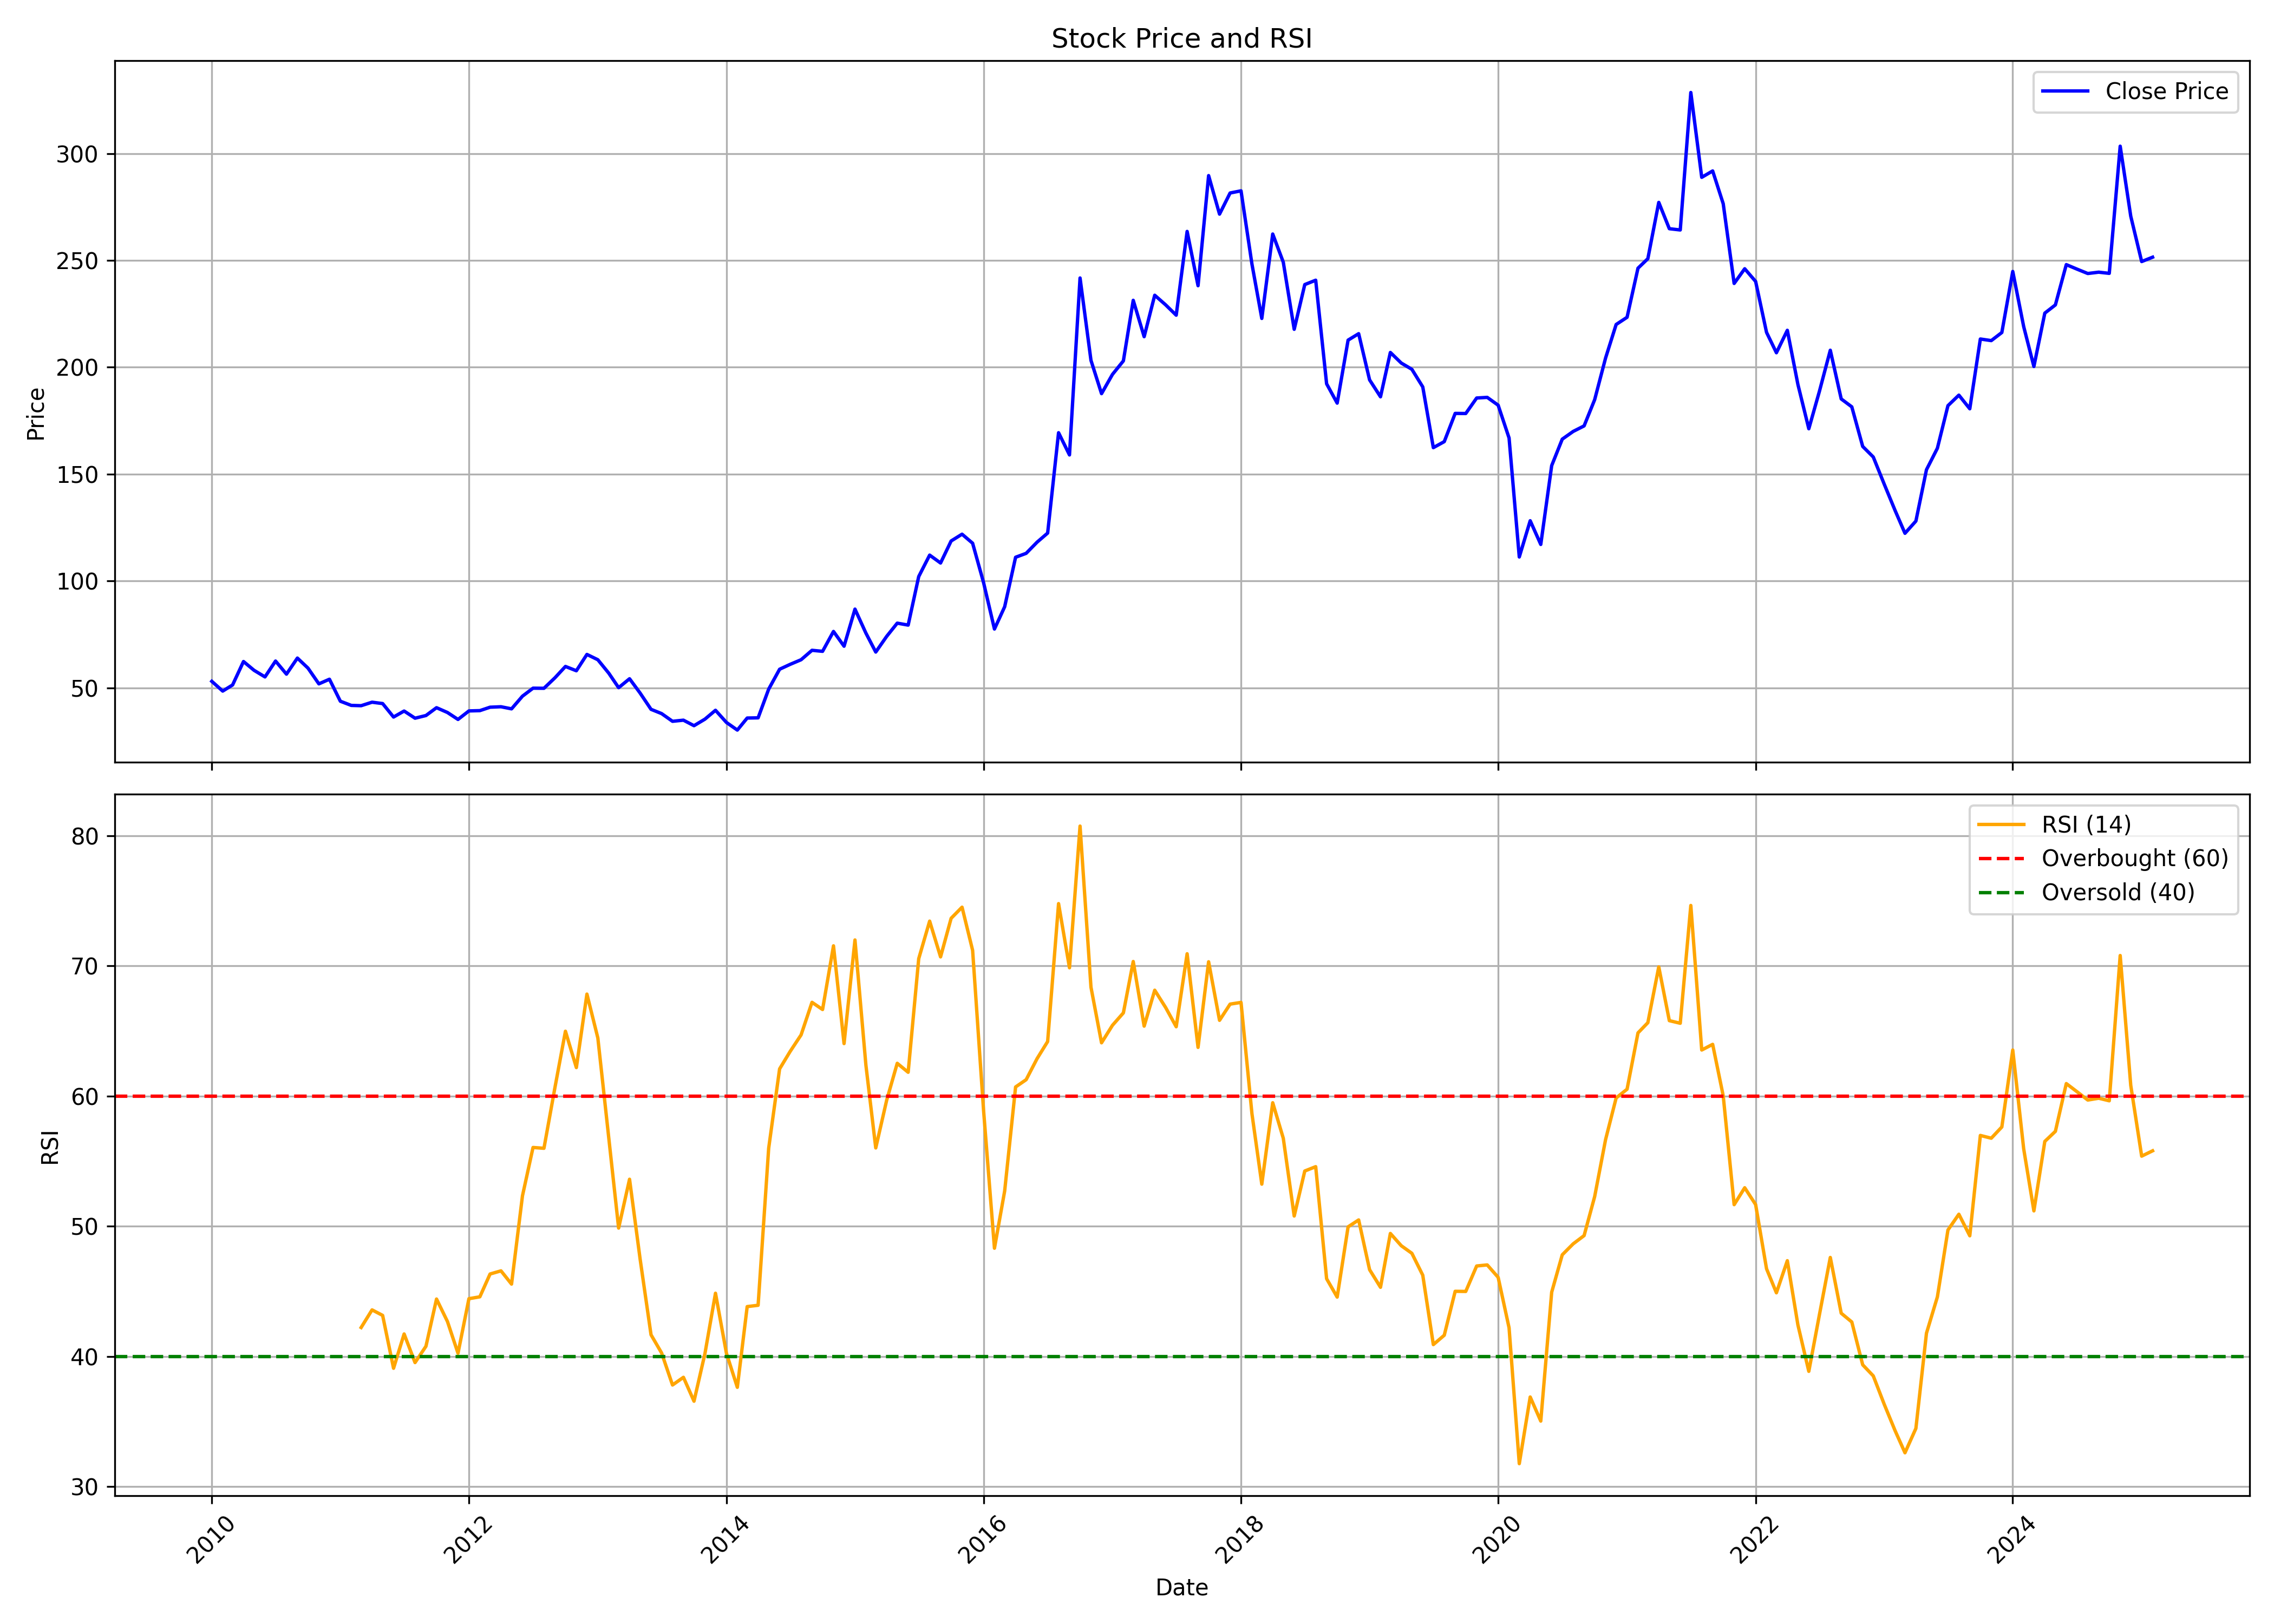 Stock Price and RSI
Close Price
300
250
200
150
100
50
Price
RSI (14)
Overbought (60)
Oversold (40)
80
70
60
50
40
30
RSI
2010
2012
2014
2016
2018
2020
2022
2024
Date